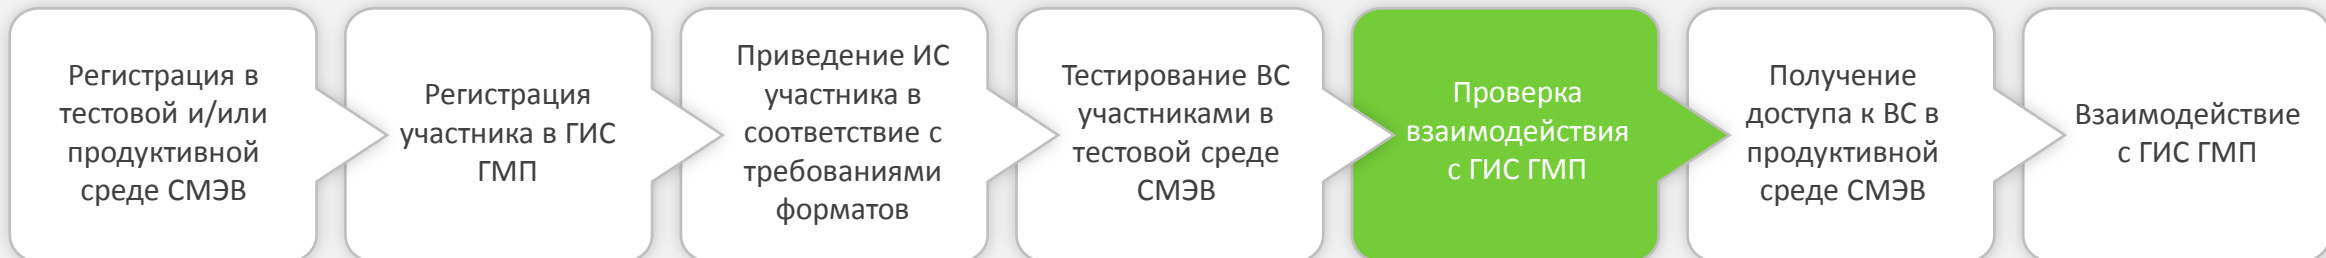 Регистрация в
тестовой и/или
продуктивной
среде СМЭВ
Регистрация
участника в ГИС
ГМП
Приведение ИС
участника в
соответствие с
требованиями
форматов
Тестирование ВС
участниками в
тестовой среде
СМЭВ
Проверка
взаимодействия
с ГИС ГМП
Получение
доступа к ВС в
продуктивной
среде СМЭВ
Взаимодействие
с ГИС ГМП